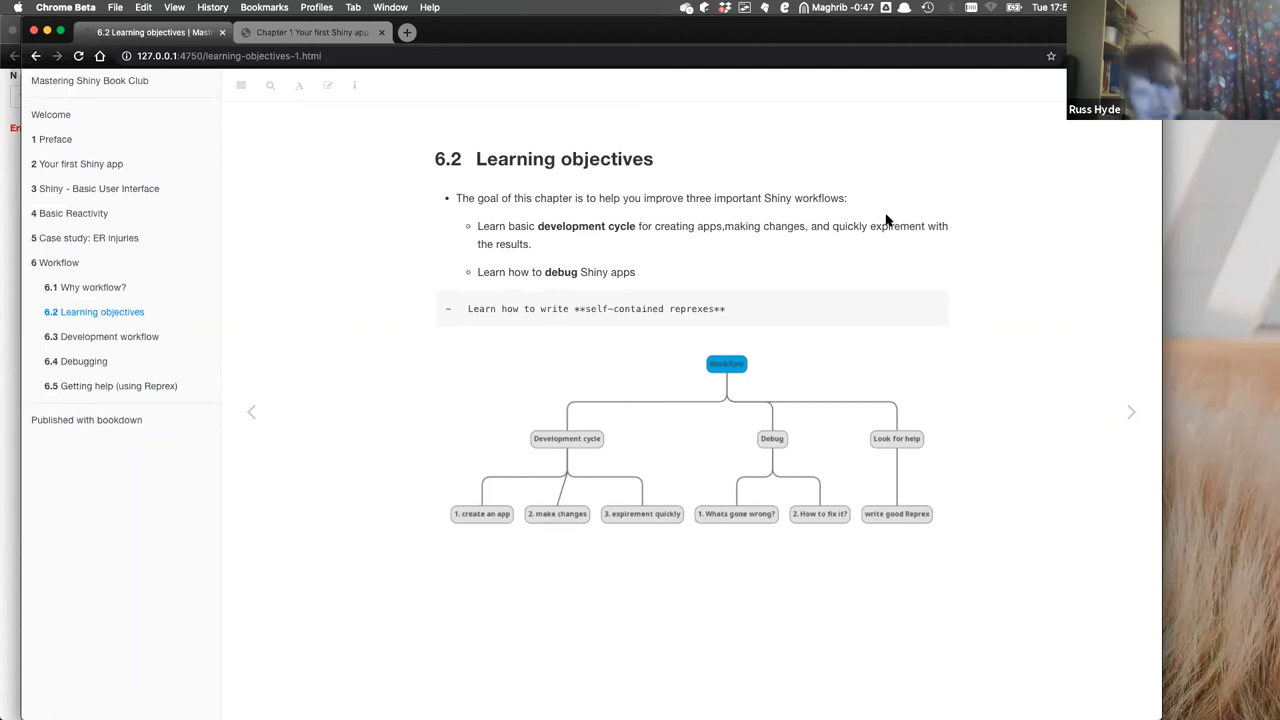 Chrome Beta File Edit View History Bookmarks Profiles Tab Window Help Maghrib -0:47 Tue 17:5
6.2 Learning objectives | Mast Chapter 1 Your first Shiny app
127.0.0.1:4750/learning-objectives-1.html
N
Er
Russ Hyde
Mastering Shiny Book Club
Welcome
1 Preface
2 Your first Shiny app
3 Shiny - Basic User Interface
4 Basic Reactivity
5 Case study: ER injuries
6 Workflow
6.1 Why workflow?
6.2 Learning objectives
6.3 Development workflow
6.4 Debugging
6.5 Getting help (using Reprex)
Published with bookdown
6.2 Learning objectives
• The goal of this chapter is to help you improve three important Shiny workflows:
◦ Learn basic development cycle for creating apps,making changes, and quickly expirement with
the results.
◦ Learn how to debug Shiny apps
- Learn how to write **self-contained reprexes**
Workflow
Development cycle Debug Look for help
1. create an app 2. make changes 3. expirement quickly 1. Whats gone wrong? 2. How to fix it? write good Reprex